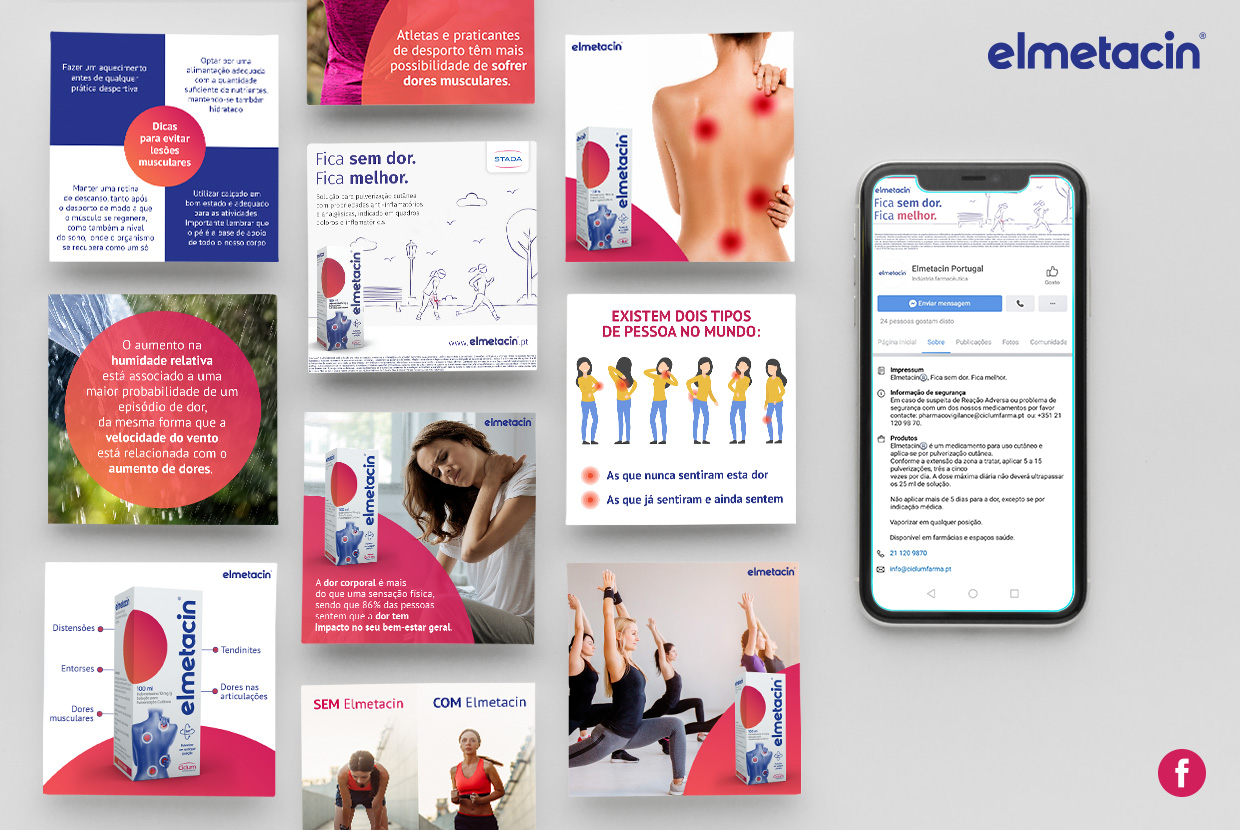 elmetacin®
Fazer um aquecimento
antes de qualquer
prática desportiva
Optar por uma
alimentação adequada
com a quantidade
suficiente de nutrientes,
mantendo-se também
hidratado
Dicas
para evitar
lesões
musculares
Manter uma rotina
de descanso, tanto após
o desporto de modo a que
o músculo se regenere,
como também a nível
do sono, onde o organismo
se recupera como um só
Utilizar calçado em
bom estado e adequado
para as atividades
Importante lembrar que
o pé é a base de apoio
de todo o nosso corpo
O aumento na
humidade relativa
está associado a uma
maior probabilidade de um
episódio de dor,
da mesma forma que a
velocidade do vento
está relacionada com o
aumento de dores.
elmetacin
Distensões
Entorses
Dores
musculares
Tendinites
Dores nas
articulações
elmetacin
100 ml
Ciclum
Atletas e praticantes
de desporto têm mais
possibilidade de sofrer
dores musculares.
Fica sem dor.
Fica melhor.
STADA
Solução para pulverização cutânea
com propriedades anti-inflamatórias
e analgésicas, indicado em quadros
dolorosos e inflamatórios.
elmetacin
www.elmetacin.pt
elmetacin
elmetacin
A dor corporal é mais
do que uma sensação física,
sendo que 86% das pessoas
sentem que a dor tem
impacto no seu bem-estar geral.
SEM Elmetacin
COM Elmetacin
elmetacin
elmetacin
100 ml
EXISTEM DOIS TIPOS
DE PESSOA NO MUNDO:
As que nunca sentiram esta dor
As que já sentiram e ainda sentem
elmetacin
elmetacin
elmetacin
Fica sem dor.
Fica melhor.
elmetacin
Elmetacin Portugal
Indústria farmacêutica
Gosto
Enviar mensagem
24 pessoas gostam disto
Página Inicial Sobre Publicações Fotos Comunidade
Impressum
Elmetacin®, Fica sem dor. Fica melhor.
Informação de segurança
Em caso de suspeita de Reação Adversa ou problema de
segurança com um dos nossos medicamentos por favor
contacte: pharmacovigilance@ciclumfarma.pt ou: +351 21
120 98 70.
Produtos
Elmetacin® é um medicamento para uso cutâneo e
aplica-se por pulverização cutânea.
Conforme a extensão da zona a tratar, aplicar 5 a 15
pulverizações, três a cinco
vezes por dia. A dose máxima diária não deverá ultrapassar
os 25 ml de solução.
Não aplicar mais de 5 dias para a dor, excepto se por
indicação médica.
Vaporizar em qualquer posição.
Disponível em farmácias e espaços saúde.
21 120 9870
info@ciclumfarma.pt
f